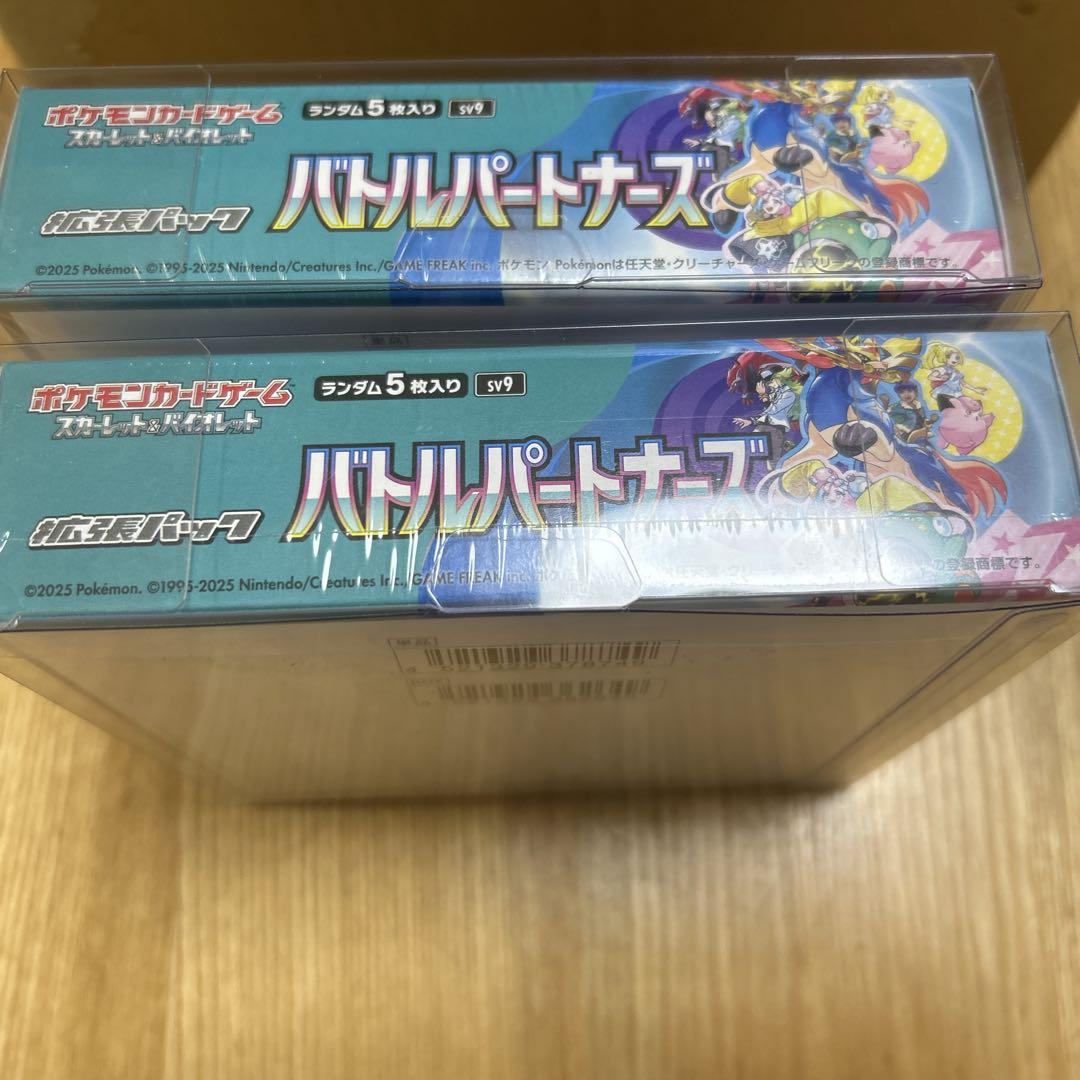 ポケモンカードゲーム
スカーレット&バイオレット
ランダム5枚入り
sv9
拡張パック
バトルパートナーズ
©2025 Pokémon. ©1995-2025 Nintendo/Creatures Inc./GAME FREAK inc. ポケモン Pokémonは任天堂・クリーチャーズ・ゲームフリークの登録商標です。
単品
ポケモンカードゲーム
スカーレット&バイオレット
ランダム5枚入り
sv9
拡張パック
バトルパートナーズ
©2025 Pokémon. ©1995-2025 Nintendo/Creatures Inc./GAME FREAK inc. の登録商標です。
単品